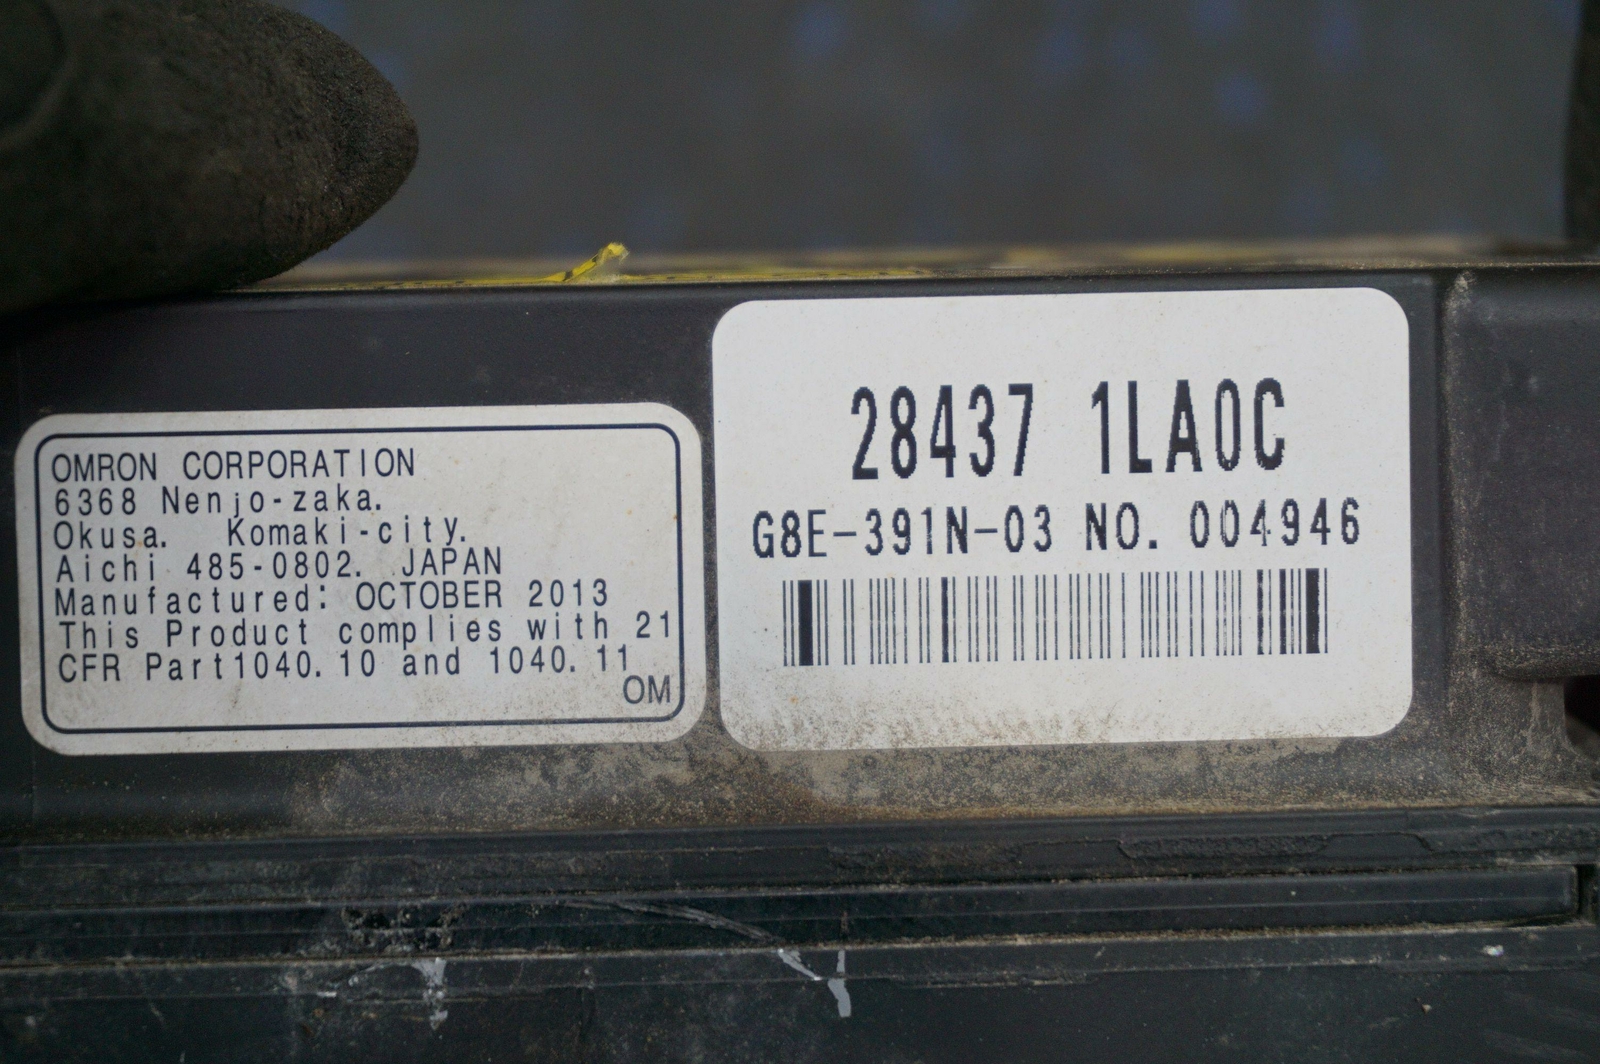 OMRON CORPORATION
6368 Nenjo-zaka.
Okusa. Komaki-city.
Aichi 485-0802. JAPAN
Manufactured: OCTOBER 2013
This Product complies with 21
CFR Part1040.10 and 1040.11
OM
28437 1LA0C
G8E-391N-03 NO. 004946